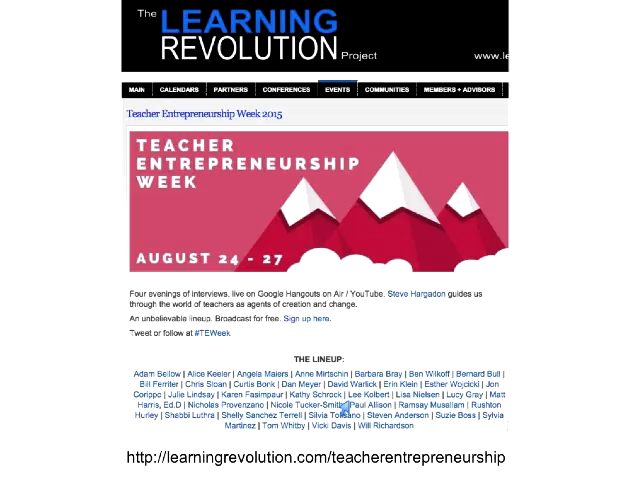 The LEARNING
REVOLUTION Project
www.le
MAIN CALENDARS PARTNERS CONFERENCES EVENTS COMMUNITIES MEMBERS + ADVISORS
Teacher Entrepreneurship Week 2015
TEACHER
ENTREPRENEURSHIP
WEEK
AUGUST 24 - 27
Four evenings of interviews, live on Google Hangouts on Air / YouTube. Steve Hargadon guides us
through the world of teachers as agents of creation and change.
An unbelievable lineup. Broadcast for free. Sign up here.
Tweet or follow at #TEWeek
THE LINEUP:
Adam Bellow | Alice Keeler | Angela Maiers | Anne Mirtschin | Barbara Bray | Ben Wilkoff | Bernard Bull |
Bill Ferriter | Chris Sloan | Curtis Bonk | Dan Meyer | David Warlick | Erin Klein | Esther Wojcicki | Jon
Corippo | Julie Lindsay | Karen Fasimpaur | Kathy Schrock | Lee Kolbert | Lisa Nielsen | Lucy Gray | Matt
Harris, Ed.D | Nicholas Provenzano | Nicole Tucker-Smith Paul Allison | Ramsay Musallam | Rushton
Hurley | Shabbi Luthra | Shelly Sanchez Terrell | Silvia Tolisano | Steven Anderson | Suzie Boss | Sylvia
Martinez | Tom Whitby | Vicki Davis | Will Richardson
http://learningrevolution.com/teacherentrepreneurship